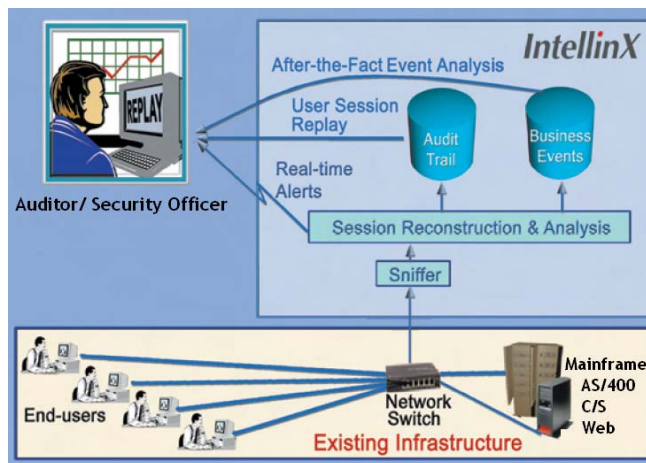 IntellinX
After-the-Fact Event Analysis
User Session
Replay
REPLAY
Audit
Trail
Business
Events
Real-time
Alerts
Auditor/ Security Officer
Session Reconstruction & Analysis
Sniffer
End-users
Network
Switch
Mainframe
AS/400
C/S
Web
Existing Infrastructure